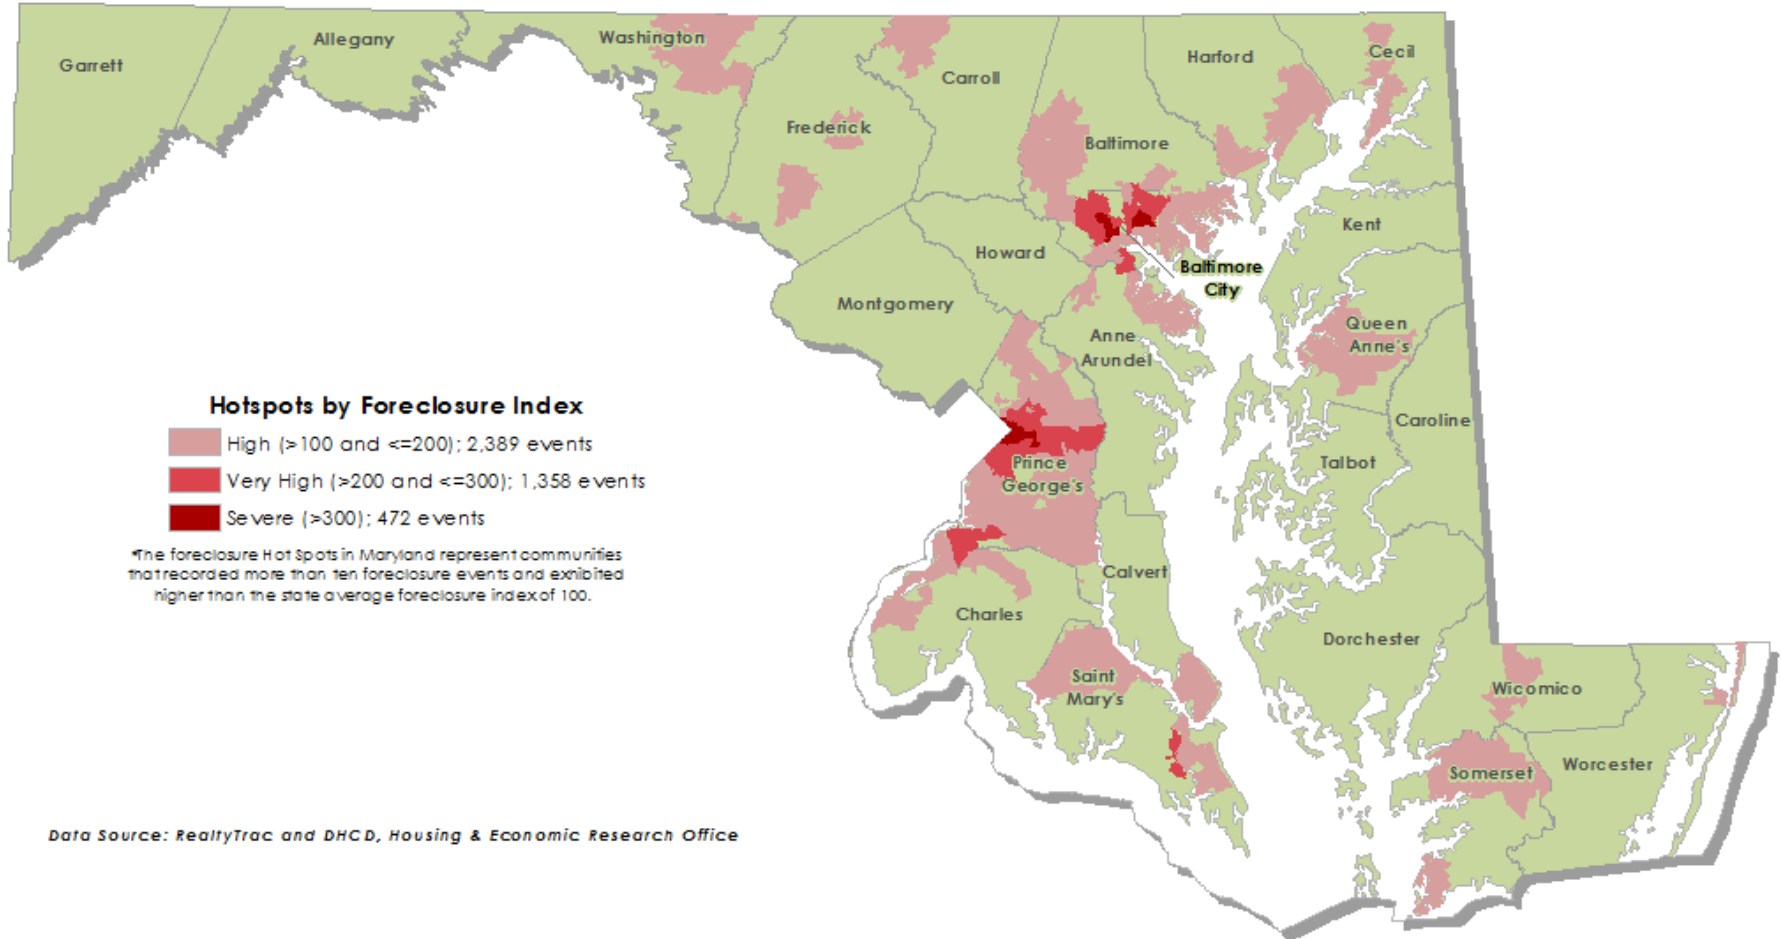 Garrett
Allegany
Washington
Frederick
Carroll
Baltimore
Harford
Cecil
Kent
Howard
Montgomery
Baltimore
City
Anne
Arundel
Queen
Anne's
Caroline
Talbot
Prince
George's
Calvert
Charles
Saint
Mary's
Dorchester
Wicomico
Somerset
Worcester
Hotspots by Foreclosure Index
High (>100 and <=200); 2,389 events
Very High (>200 and <=300); 1,358 events
Severe (>300); 472 events
*The foreclosure Hot Spots in Maryland represent communities
that recorded more than ten foreclosure events and exhibited
higher than the state average foreclosure index of 100.
Data Source: RealtyTrac and DHCD, Housing & Economic Research Office